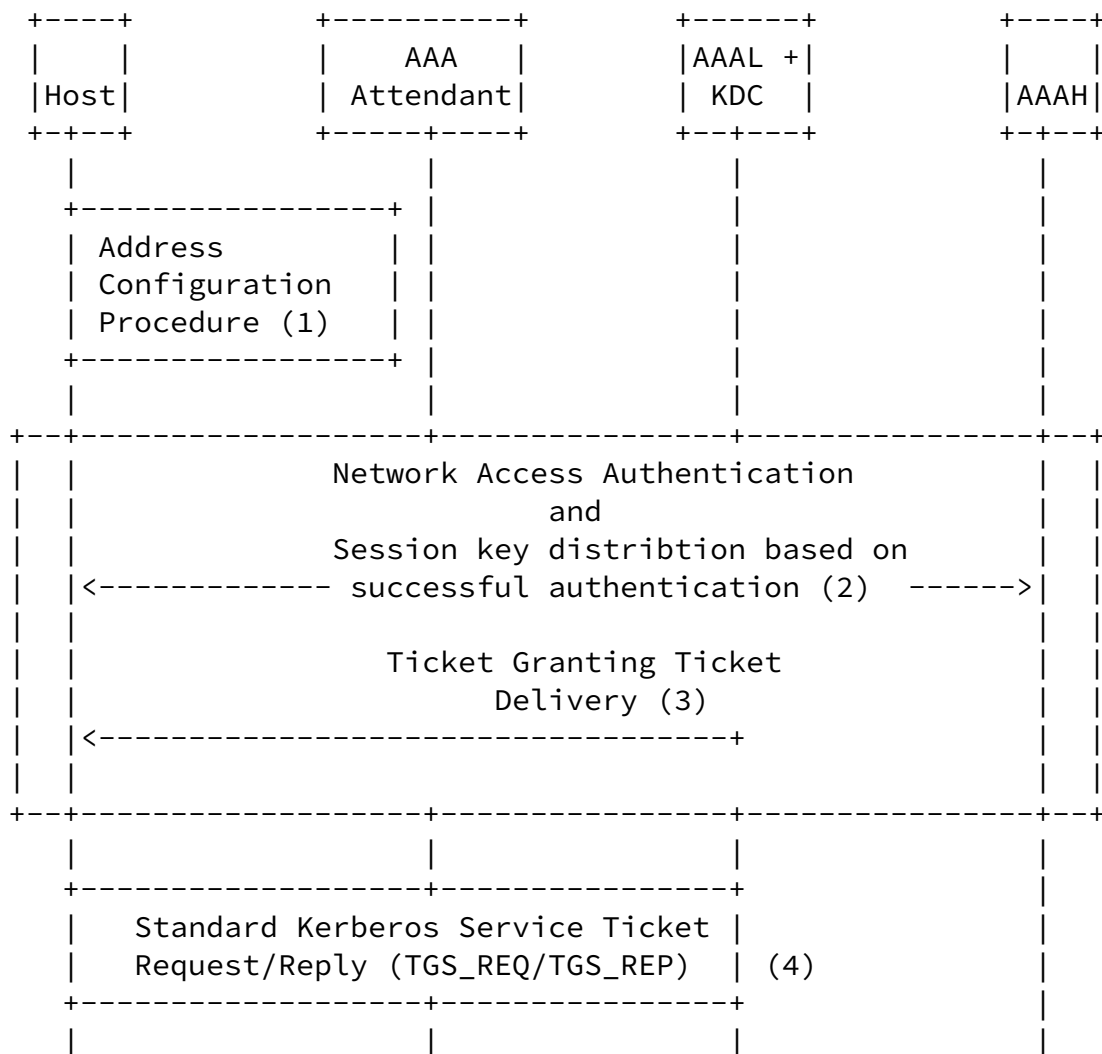 AAA AAAL +
Host Attendant KDC AAAH
Address
Configuration
Procedure (1)
Network Access Authentication
and
Session key distribtion based on
successful authentication (2)
Ticket Granting Ticket
Delivery (3)
Standard Kerberos Service Ticket
Request/Reply (TGS_REQ/TGS_REP) (4)